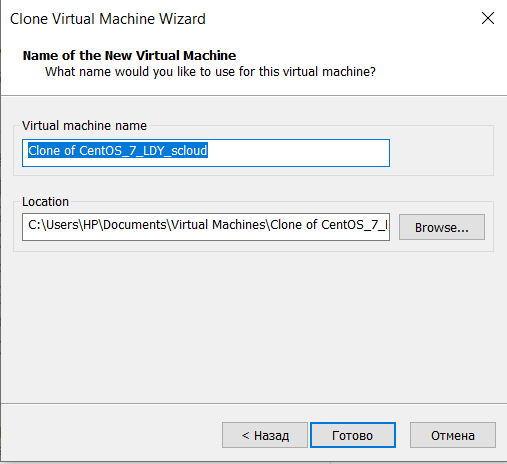 Clone Virtual Machine Wizard
Name of the New Virtual Machine
What name would you like to use for this virtual machine?
Virtual machine name
Clone of CentOS_7_LDY_scloud
Location
C:\Users\HP\Documents\Virtual Machines\Clone of CentOS_7_l
Browse...
< Назад
Готово
Отмена